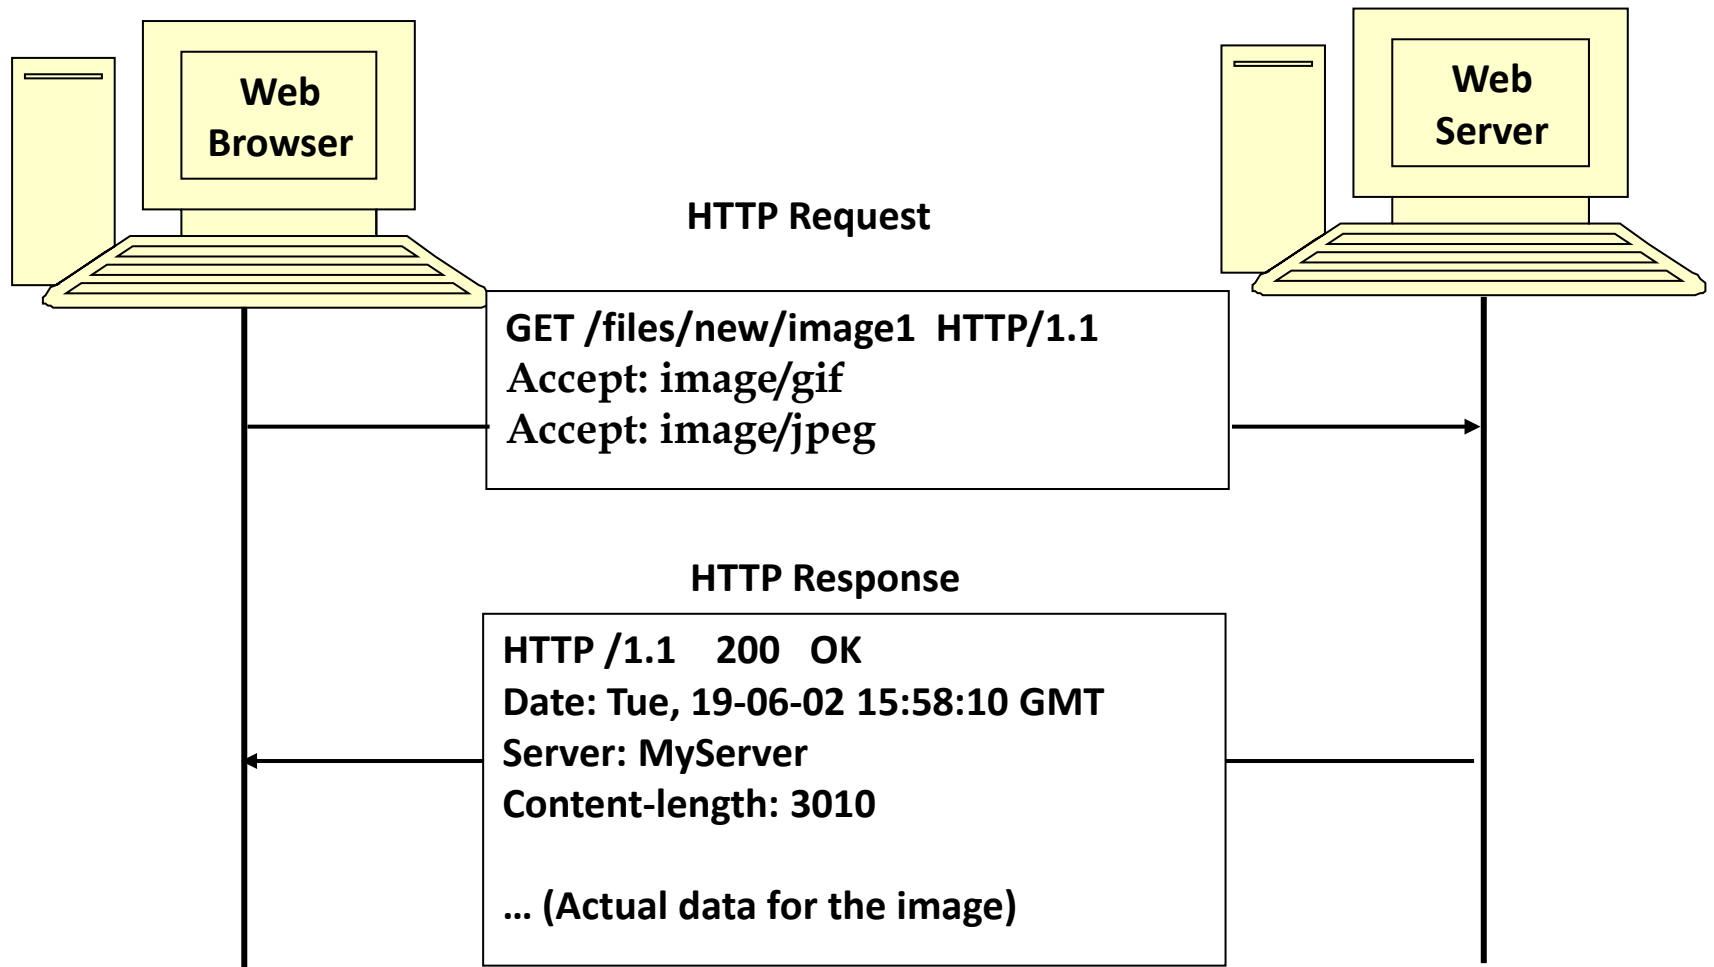 Web
Browser
Web
Server
HTTP Request
GET /files/new/image1 HTTP/1.1
Accept: image/gif
Accept: image/jpeg
HTTP Response
HTTP /1.1 200 OK
Date: Tue, 19-06-02 15:58:10 GMT
Server: MyServer
Content-length: 3010
... (Actual data for the image)